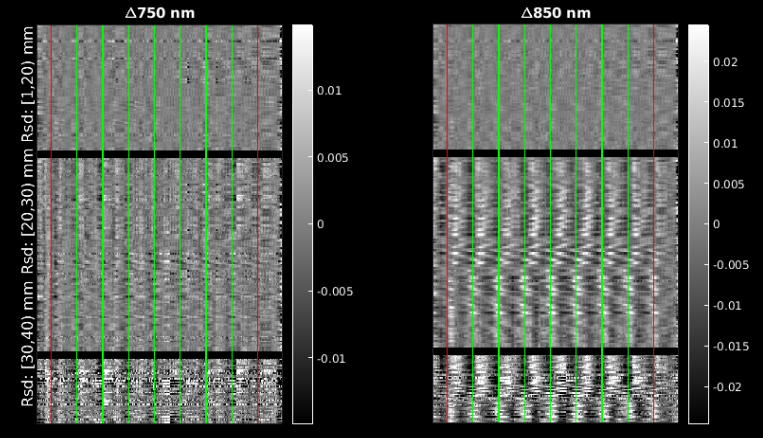 Δ750 nm
Δ850 nm
Rsd: [1,20) mm
Rsd: [20,30) mm
Rsd: [30,40) mm
0.01
0.005
0
-0.005
-0.01
0.02
0.015
0.01
0.005
0
-0.005
-0.01
-0.015
-0.02